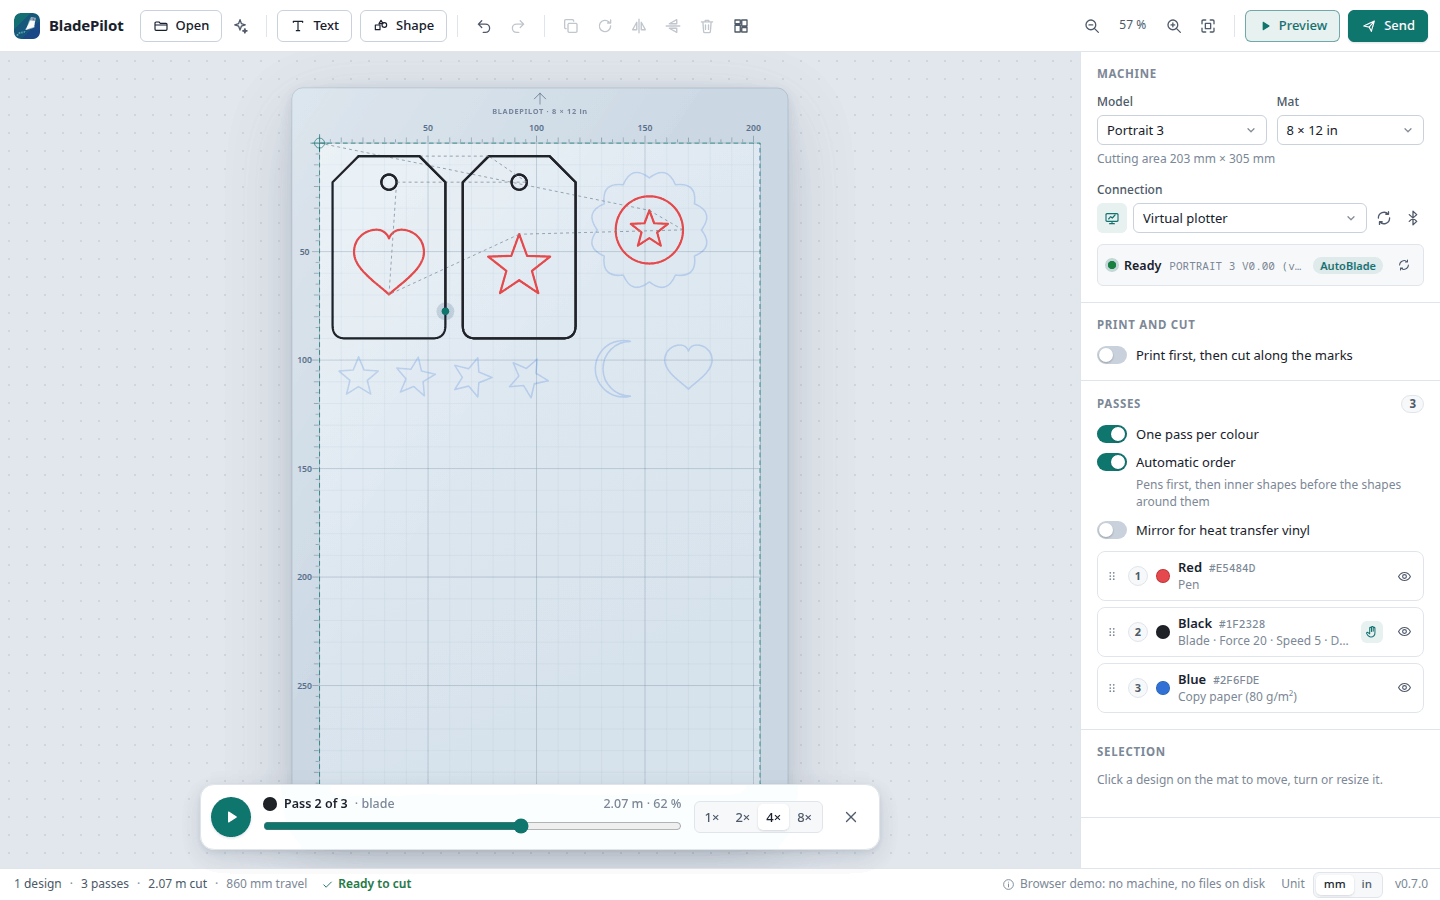 BladePilot
Open
Text
Shape
57 %
Preview
Send
BLADEPILOT · 8 × 12 in
50
100
150
200
50
100
150
200
250
Pass 2 of 3 · blade
2.07 m · 62 %
1×
2×
4×
8×
MACHINE
Model
Mat
Portrait 3
8 × 12 in
Cutting area 203 mm × 305 mm
Connection
Virtual plotter
Ready PORTRAIT 3 V0.00 (v…
AutoBlade
PRINT AND CUT
Print first, then cut along the marks
PASSES
3
One pass per colour
Automatic order
Pens first, then inner shapes before the shapes
around them
Mirror for heat transfer vinyl
1
Red #E5484D
Pen
2
Black #1F2328
Blade · Force 20 · Speed 5 · D…
3
Blue #2F6FDE
Copy paper (80 g/m²)
SELECTION
Click a design on the mat to move, turn or resize it.
1 design · 3 passes · 2.07 m cut · 860 mm travel
Ready to cut
Browser demo: no machine, no files on disk
Unit
mm
in
v0.7.0